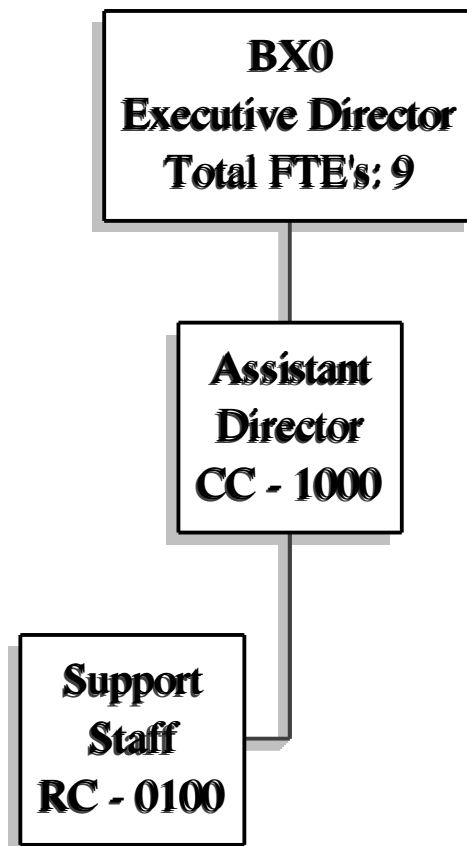 BX0
Executive Director
Total FTE's: 9
Assistant
Director
CC - 1000
Support
Staff
RC - 0100